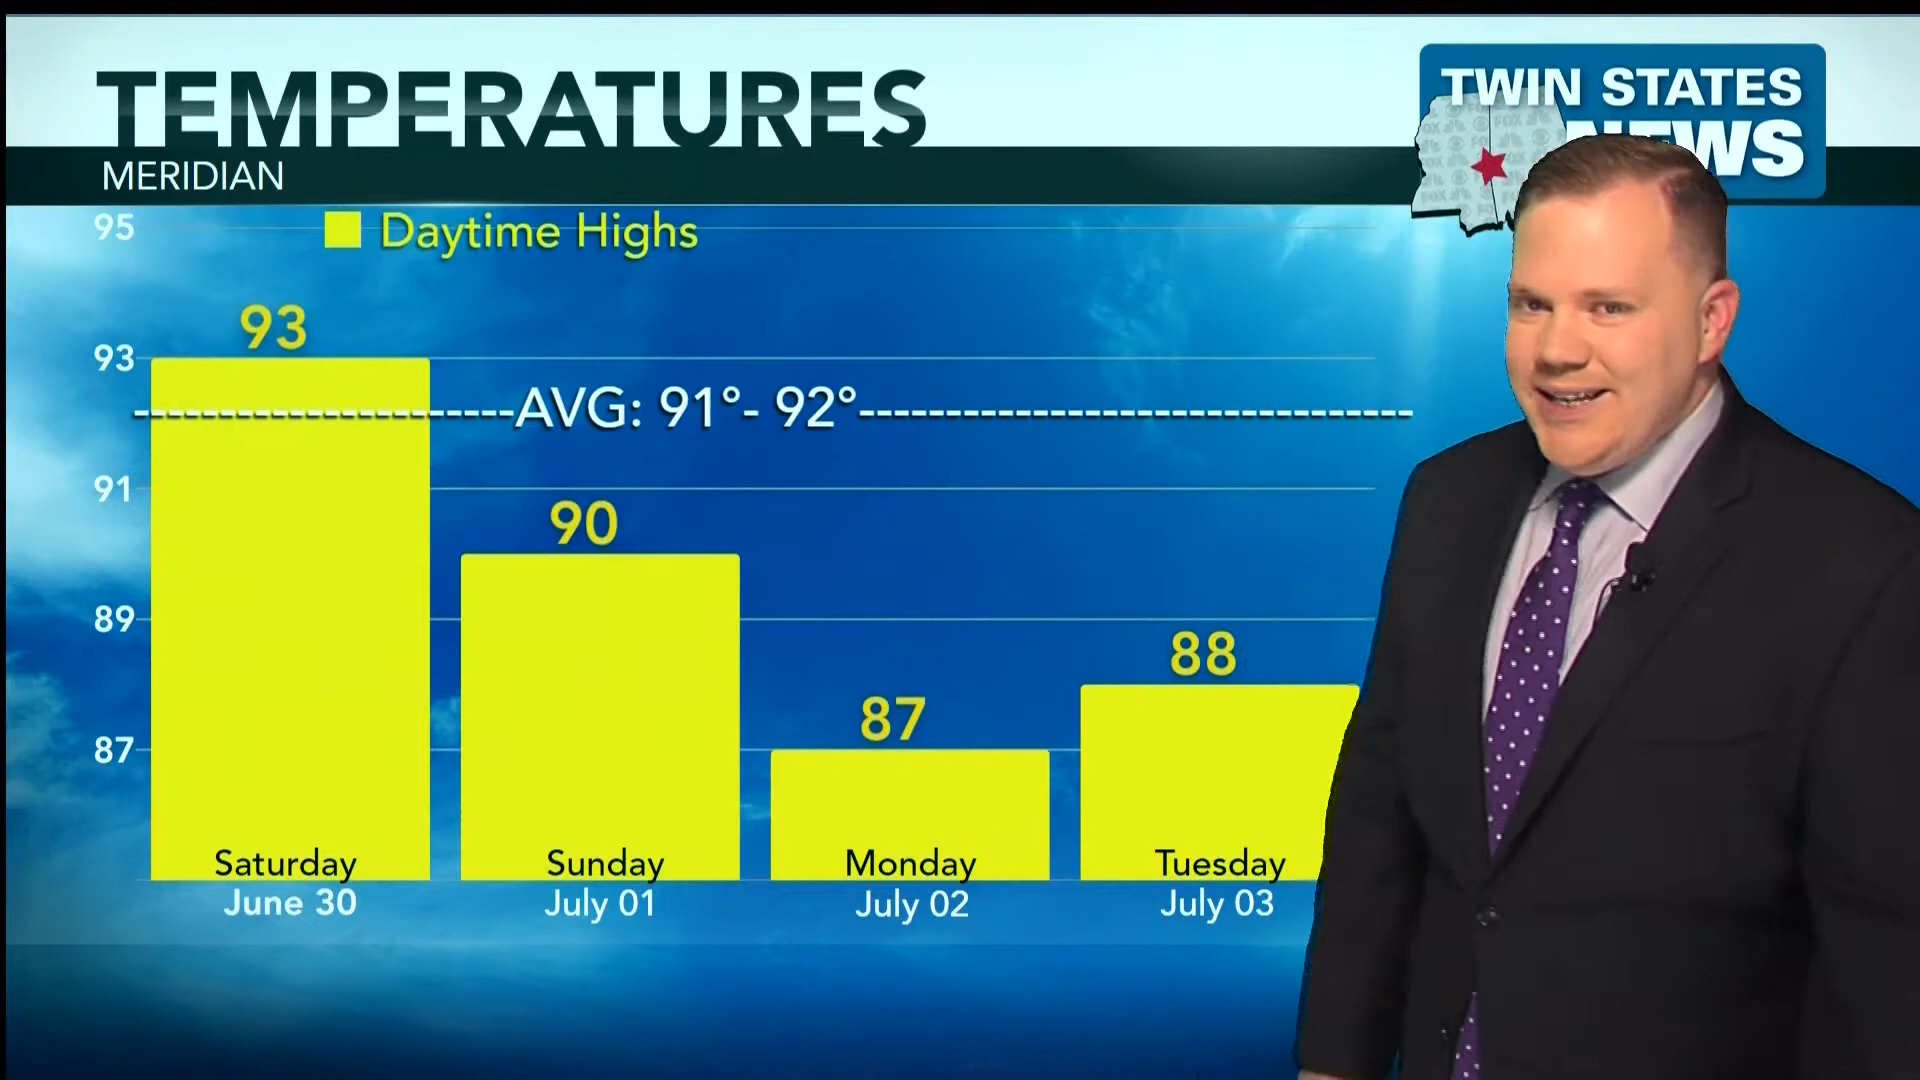 TEMPERATURES
MERIDIAN
TWIN STATES
NEWS
95
Daytime Highs
93
93
AVG: 91°- 92°
91
90
89
88
87
87
Saturday
Sunday
Monday
Tuesday
June 30
July 01
July 02
July 03